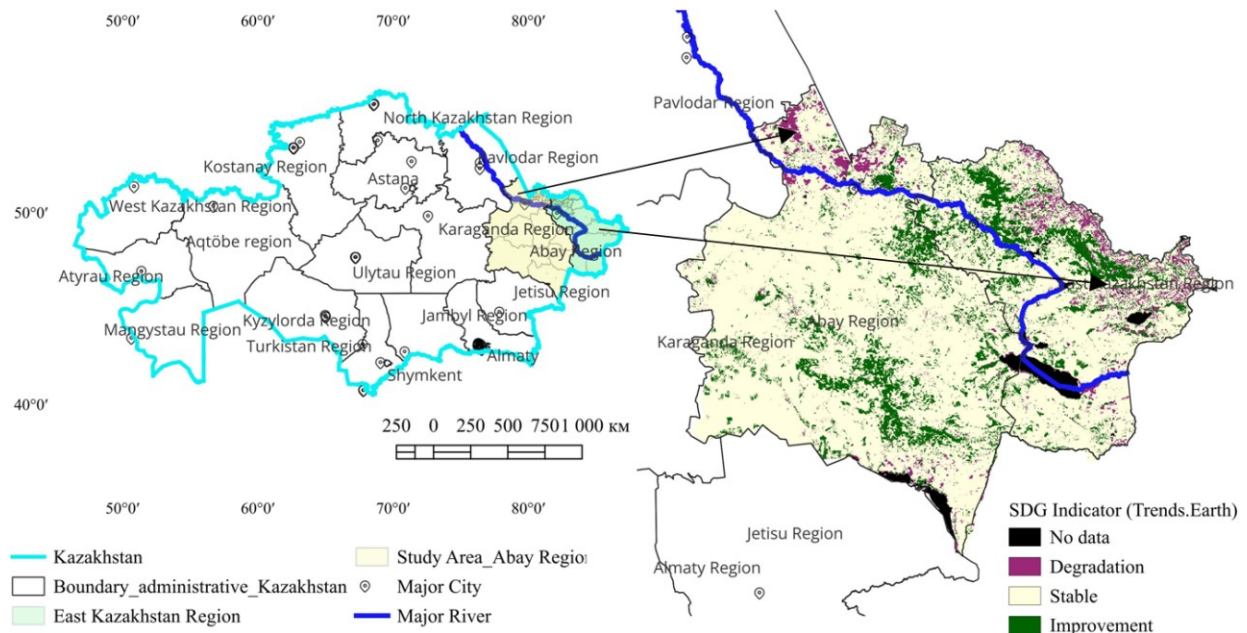 50°0′ 60°0′ 70°0′ 80°0′
50°0′
40°0′
North Kazakhstan Region
Kostanay Region
avlodar Region
Astana
West Kazakhstan Region
Karaganda Region
Aqtöbe region
Abay Region
Atyrau Region
Ulytau Region
Jetisu Region
Mangystau Region
Kyzylorda Region
Jambyl Region
Turkistan Region
Almaty
Shymkent
250 0 250 500 750 1 000 км
50°0′ 60°0′ 70°0′ 80°0′
Kazakhstan
Boundary_administrative_Kazakhstan
East Kazakhstan Region
Study Area_Abay Region
Major City
Major River
Pavlodar Region
ast Kazakhstan Region
Abay Region
Karaganda Region
Jetisu Region
Almaty Region
SDG Indicator (Trends.Earth)
No data
Degradation
Stable
Improvement